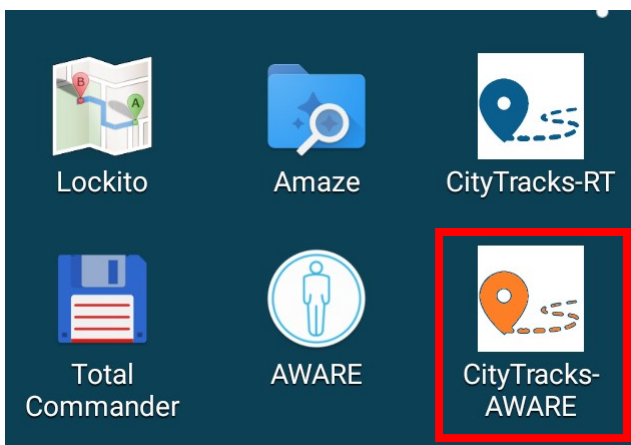 B
A
Lockito
Amaze
CityTracks-RT
Total
Commander
AWARE
CityTracks-
AWARE